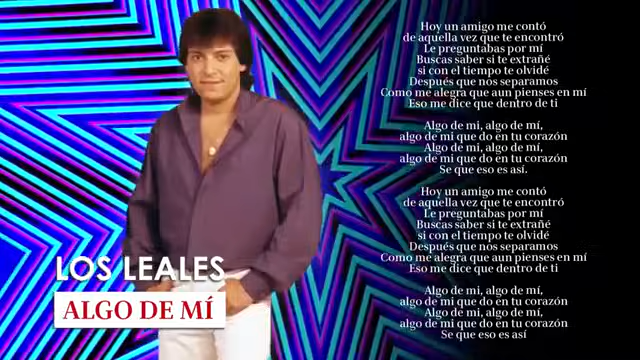 Hoy un amigo me contó
de aquella vez que te encontró
Le preguntabas por mí
Buscas saber si te extrañé
si con el tiempo te olvidé
Después que nos separamos
Como me alegra que aun pienses en mí
Eso me dice que dentro de ti
Algo de mi, algo de mí,
algo de mi que do en tu corazón
Algo de mi, algo de mí,
algo de mi que do en tu corazón
Se que eso es así.
Hoy un amigo me contó
de aquella vez que te encontró
Le preguntabas por mí
Buscas saber si te extrañé
si con el tiempo te olvidé
Después que nos separamos
Como me alegra que aun pienses en mí
Eso me dice que dentro de ti
Algo de mi, algo de mí,
algo de mi que do en tu corazón
Algo de mi, algo de mí,
algo de mi que do en tu corazón
Se que eso es así
LOS LEALES
ALGO DE MÍ